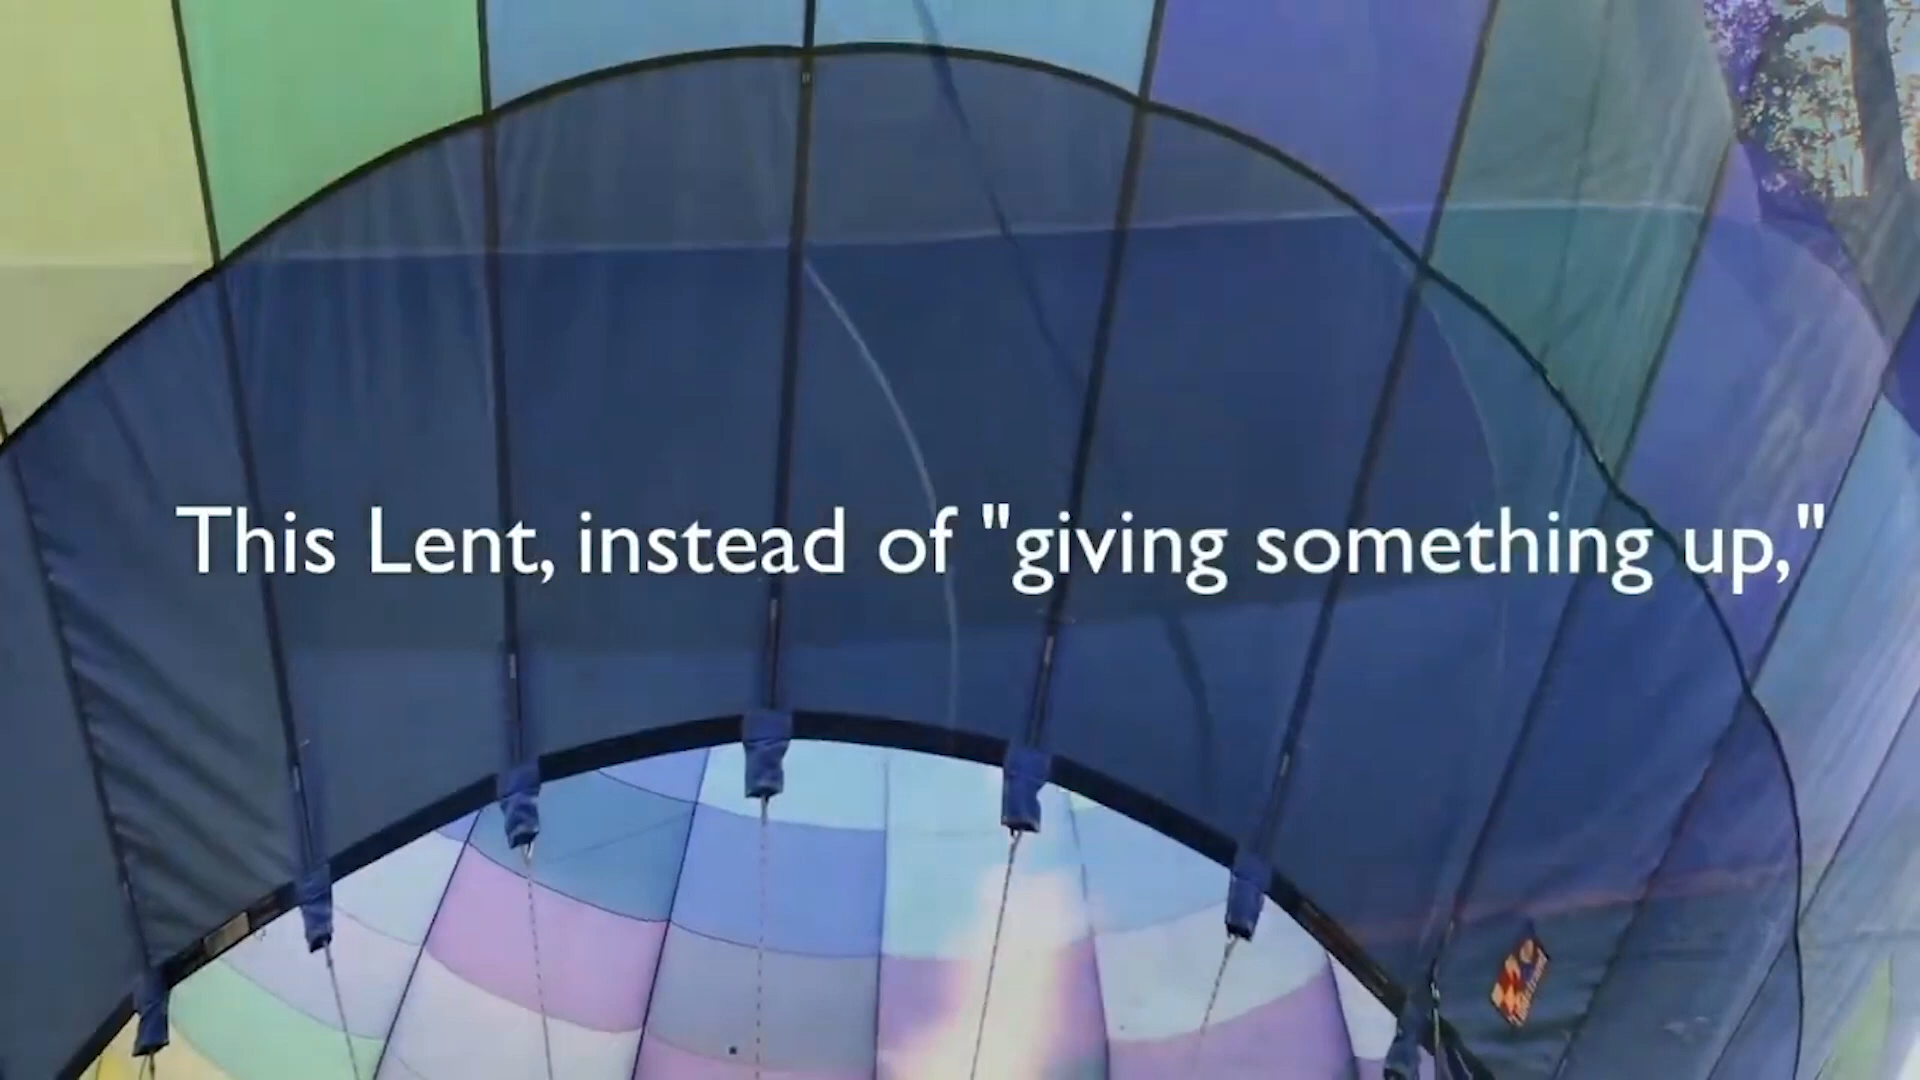 This Lent, instead of "giving something up,"